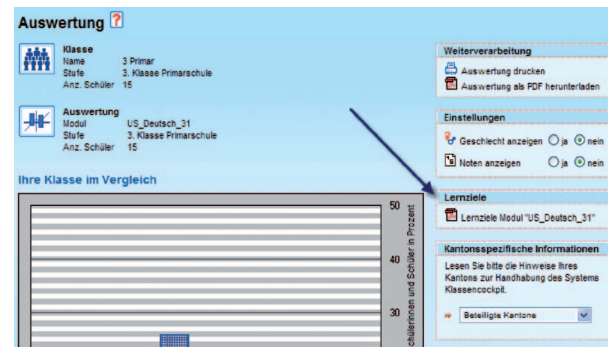 Auswertung ?
Klasse
Name 3 Primar
Stufe 3. Klasse Primarschule
Anz. Schüler 15
Auswertung
Modul US_Deutsch_31
Stufe 3. Klasse Primarschule
Anz. Schüler 15
Ihre Klasse im Vergleich
50
40
30
chülerinnen und Schüler in Prozent
Weiterverarbeitung
Auswertung drucken
Auswertung als PDF herunterladen
Einstellungen
Geschlecht anzeigen ja nein
Noten anzeigen ja nein
Lernziele
Lernziele Modul "US_Deutsch_31"
Kantonsspezifische Informationen
Lesen Sie bitte die Hinweise Ihres
Kantons zur Handhabung des Systems
Klassencockpit.
Beteiligte Kantone